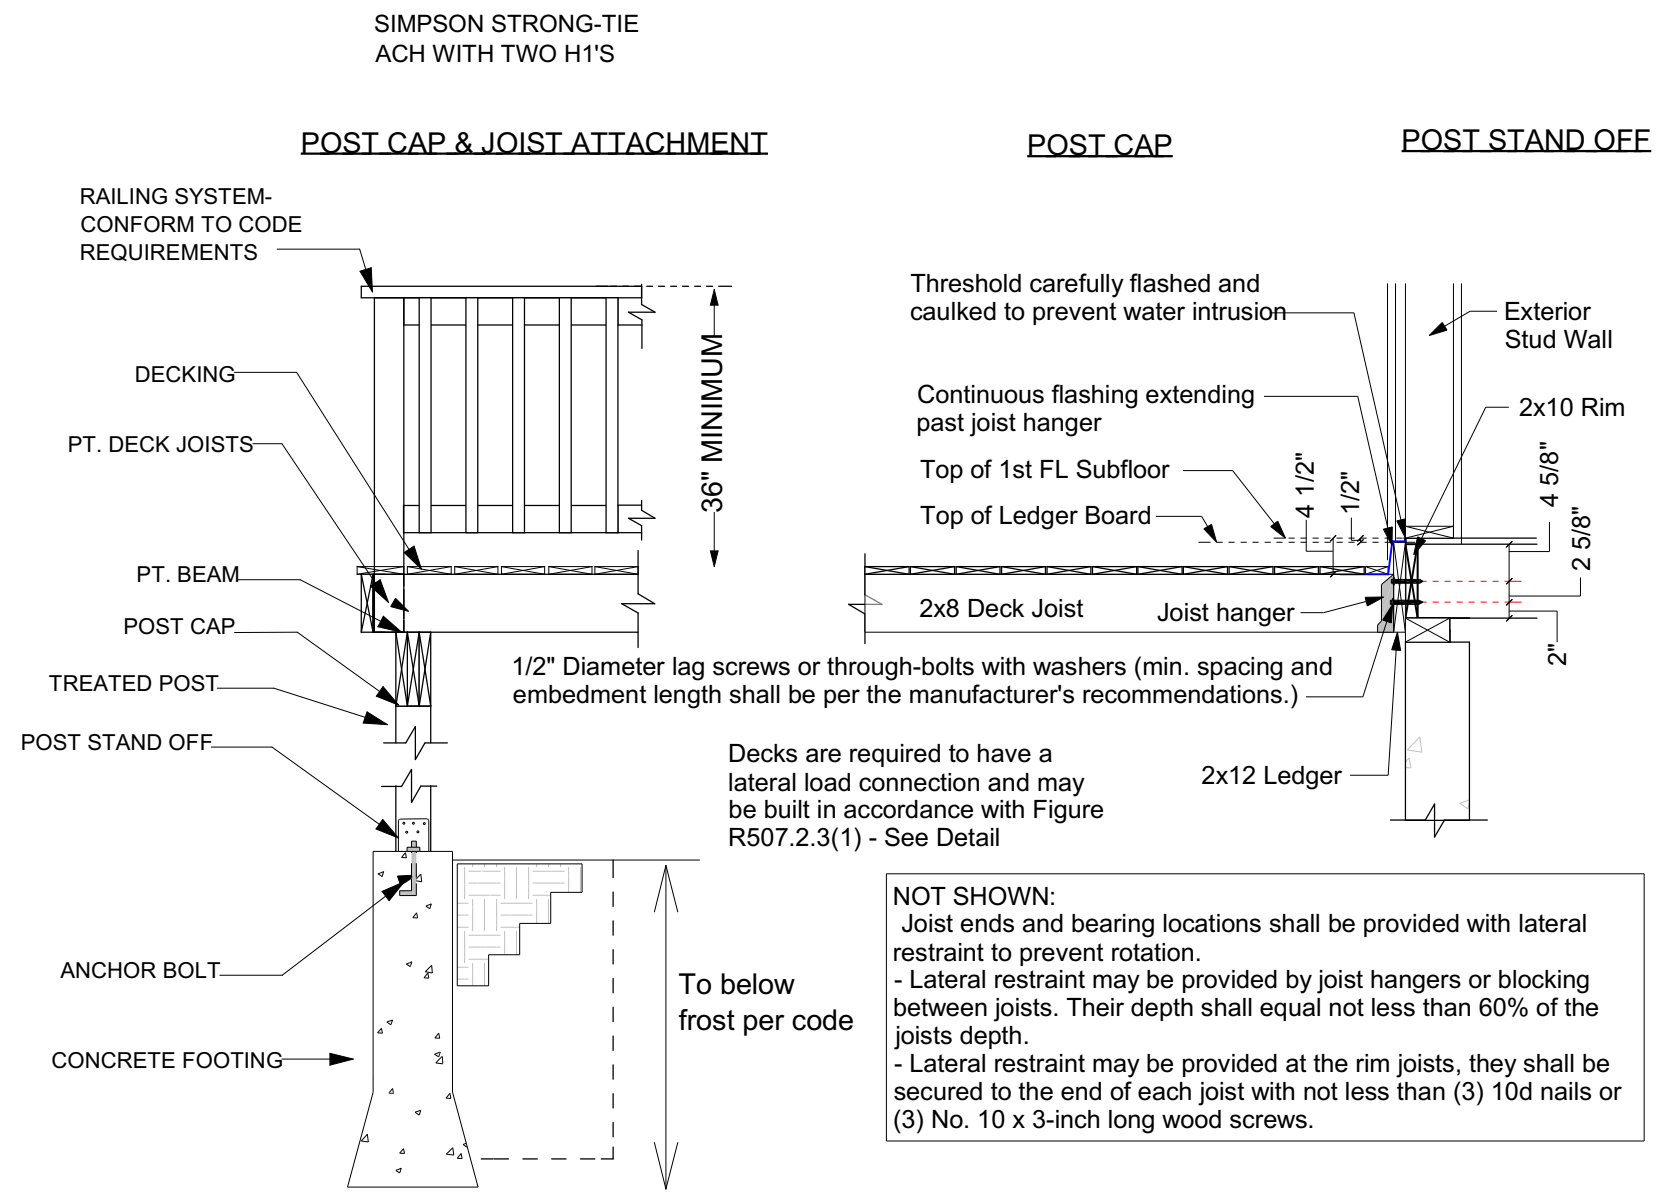 SIMPSON STRONG-TIE
ACH WITH TWO H1'S
POST CAP & JOIST ATTACHMENT
POST CAP
POST STAND OFF
RAILING SYSTEM-
CONFORM TO CODE
REQUIREMENTS
DECKING
PT. DECK JOISTS
PT. BEAM
POST CAP
TREATED POST
POST STAND OFF
ANCHOR BOLT
CONCRETE FOOTING
36" MINIMUM
To below
frost per code
Threshold carefully flashed and
caulked to prevent water intrusion
Continuous flashing extending
past joist hanger
Top of 1st FL Subfloor
Top of Ledger Board
4 1/2"
1/2"
Exterior
Stud Wall
2x10 Rim
4 5/8"
2 5/8"
2"
2x8 Deck Joist
Joist hanger
1/2" Diameter lag screws or through-bolts with washers (min. spacing and
embedment length shall be per the manufacturer's recommendations.)
Decks are required to have a
lateral load connection and may
be built in accordance with Figure
R507.2.3(1) - See Detail
2x12 Ledger
NOT SHOWN:
Joist ends and bearing locations shall be provided with lateral
restraint to prevent rotation.
- Lateral restraint may be provided by joist hangers or blocking
between joists. Their depth shall equal not less than 60% of the
joists depth.
- Lateral restraint may be provided at the rim joists, they shall be
secured to the end of each joist with not less than (3) 10d nails or
(3) No. 10 x 3-inch long wood screws.